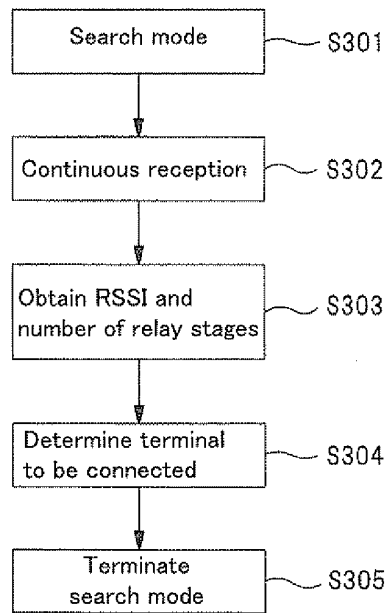 Search mode
S301
Continuous reception
S302
Obtain RSSI and
number of relay stages
S303
Determine terminal
to be connected
S304
Terminate
search mode
S305